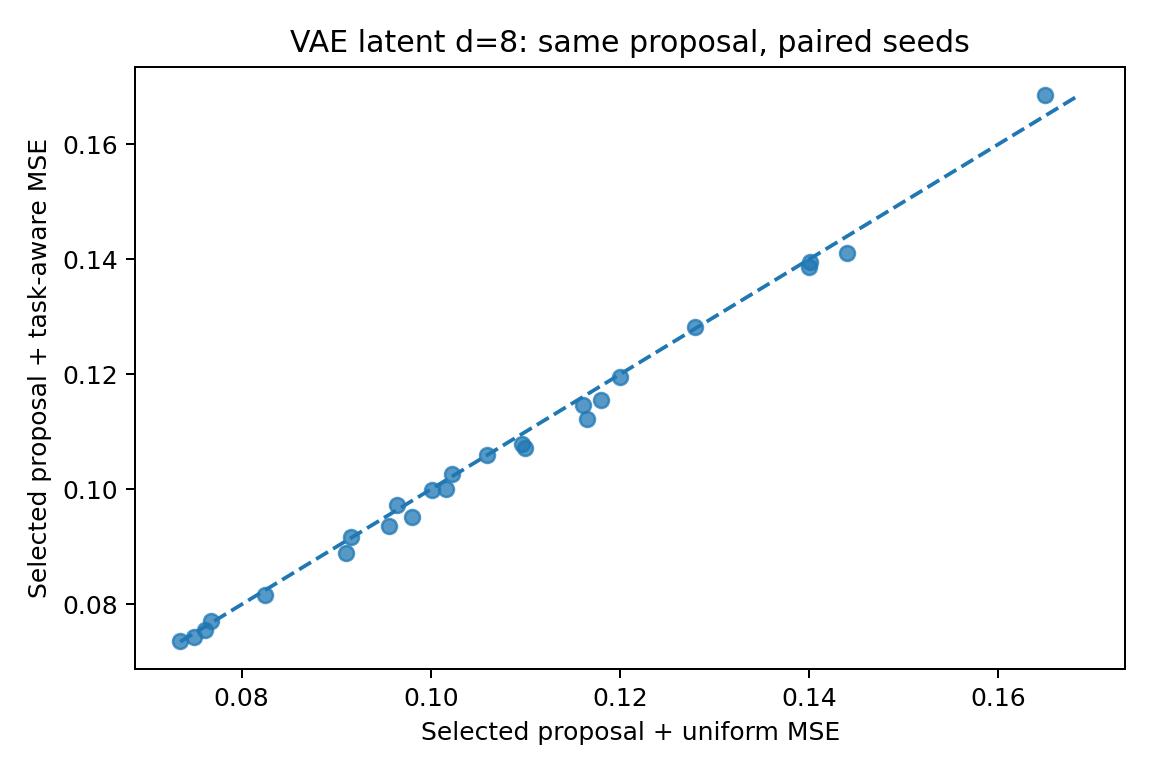 VAE latent d=8: same proposal, paired seeds
Selected proposal + task-aware MSE
0.16
0.14
0.12
0.10
0.08
0.08 0.10 0.12 0.14 0.16
Selected proposal + uniform MSE